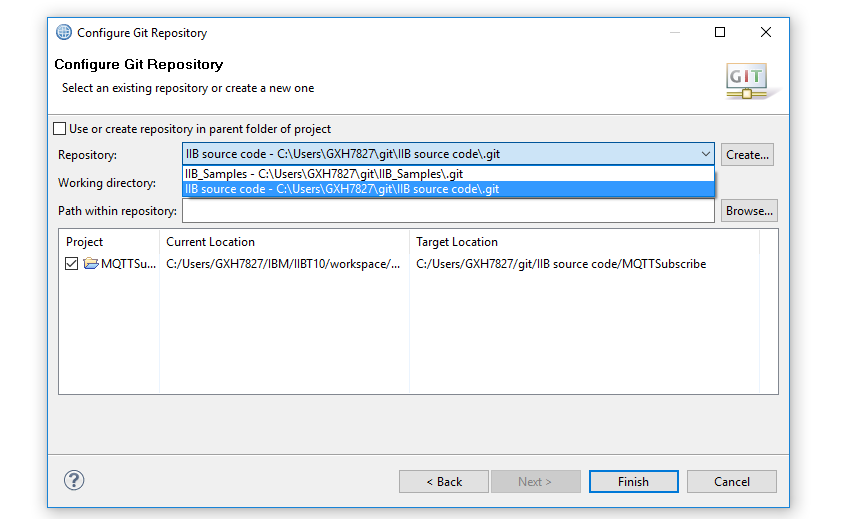 Configure Git Repository
Configure Git Repository
Select an existing repository or create a new one
GIT
Use or create repository in parent folder of project
Repository: IIB source code - C:\Users\GXH7827\git\IIB source code\.git Create...
IIB_Samples - C:\Users\GXH7827\git\IIB_Samples\.git
Working directory: IIB source code - C:\Users\GXH7827\git\IIB source code\.git
Path within repository: Browse...
Project Current Location Target Location
MQTTSu... C:/Users/GXH7827/IBM/IIBT10/workspace/... C:/Users/GXH7827/git/IIB source code/MQTTSubscribe
? < Back Next > Finish Cancel